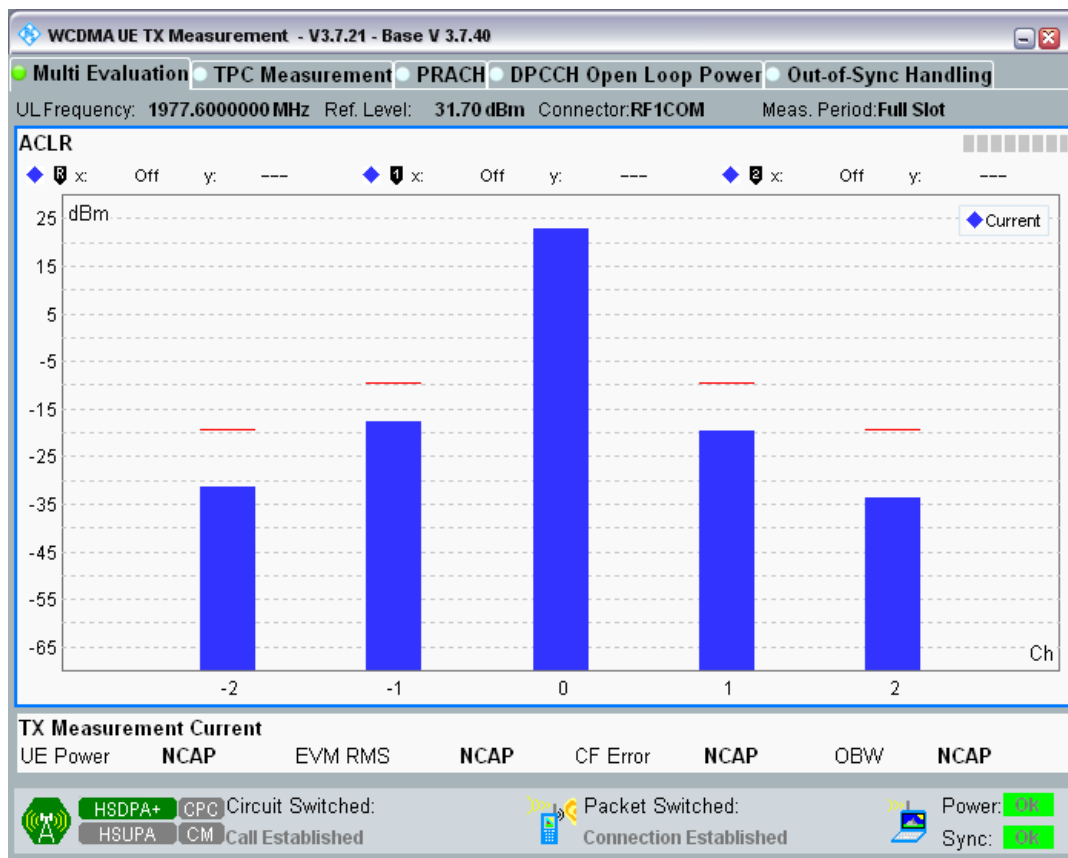 WCDMA UE TX Measurement - V3.7.21 - Base V 3.7.40
Multi Evaluation TPC Measurement PRACH DPCCH Open Loop Power Out-of-Sync Handling
UL Frequency: 1977.6000000 MHz Ref. Level: 31.70 dBm Connector:RF1COM Meas. Period:Full Slot
ACLR
R x: Off y: --- 1 x: Off y: --- 2 x: Off y: ---
dBm
Current
25
15
5
-5
-15
-25
-35
-45
-55
-65
Ch
-2 -1 0 1 2
TX Measurement Current
UE Power NCAP EVM RMS NCAP CF Error NCAP OBW NCAP
HSDPA+ CPC Circuit Switched: Packet Switched: Power: OK
HSUPA CM Call Established Connection Established Sync: OK